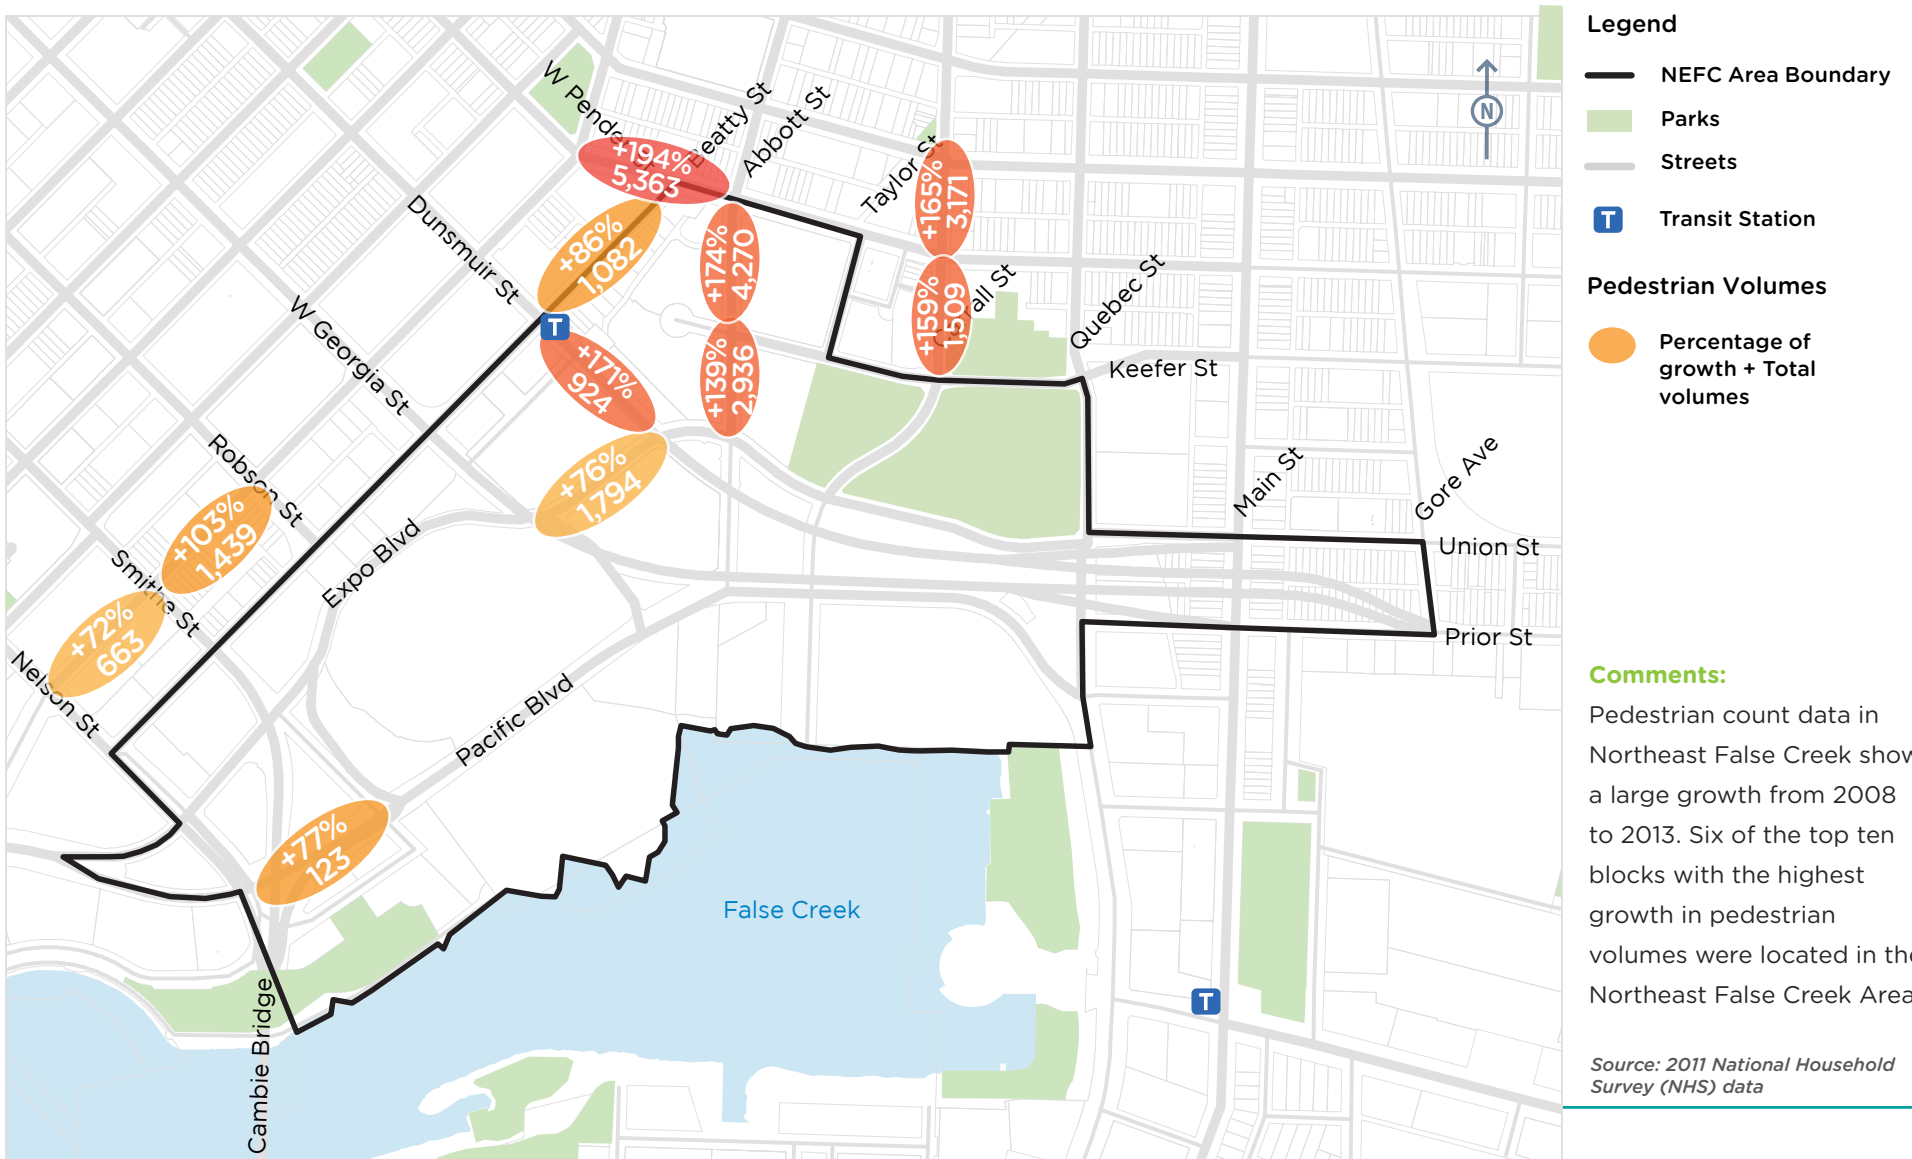 W Pender
Beatty St
Abbott St
Taylor St
Dunsmuir St
W Georgia St
Robson St
Smithe St
Nelson St
Expo Blvd
Pacific Blvd
Cambie Bridge
Quebec St
Keefer St
Main St
Gore Ave
Union St
Prior St
False Creek
+194%
5,363
+86%
1,082
+174%
4,270
+165%
3,171
+159%
1,509
+171%
924
+139%
2,936
+76%
1,794
+103%
1,439
+72%
663
+77%
123
T
T
N
Legend
NEFC Area Boundary
Parks
Streets
T Transit Station
Pedestrian Volumes
Percentage of
growth + Total
volumes
Comments:
Pedestrian count data in
Northeast False Creek show
a large growth from 2008
to 2013. Six of the top ten
blocks with the highest
growth in pedestrian
volumes were located in the
Northeast False Creek Area
Source: 2011 National Household
Survey (NHS) data